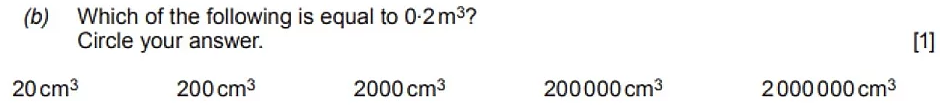 (b) Which of the following is equal to 0·2 m³?
Circle your answer. [1]
20 cm³ 200 cm³ 2000 cm³ 200 000 cm³ 2 000 000 cm³